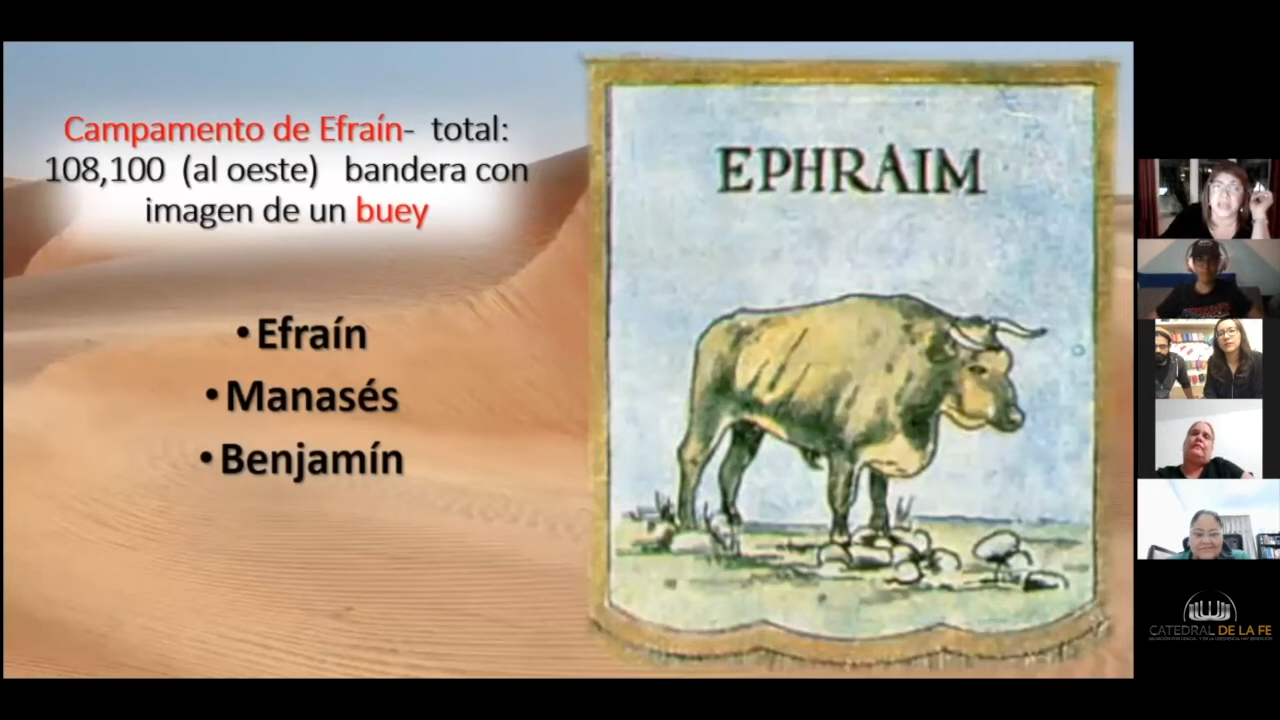 Campamento de Efraín- total:
108,100 (al oeste) bandera con
imagen de un buey
• Efraín
• Manasés
• Benjamín
EPHRAIM
CATEDRAL DE LA FE